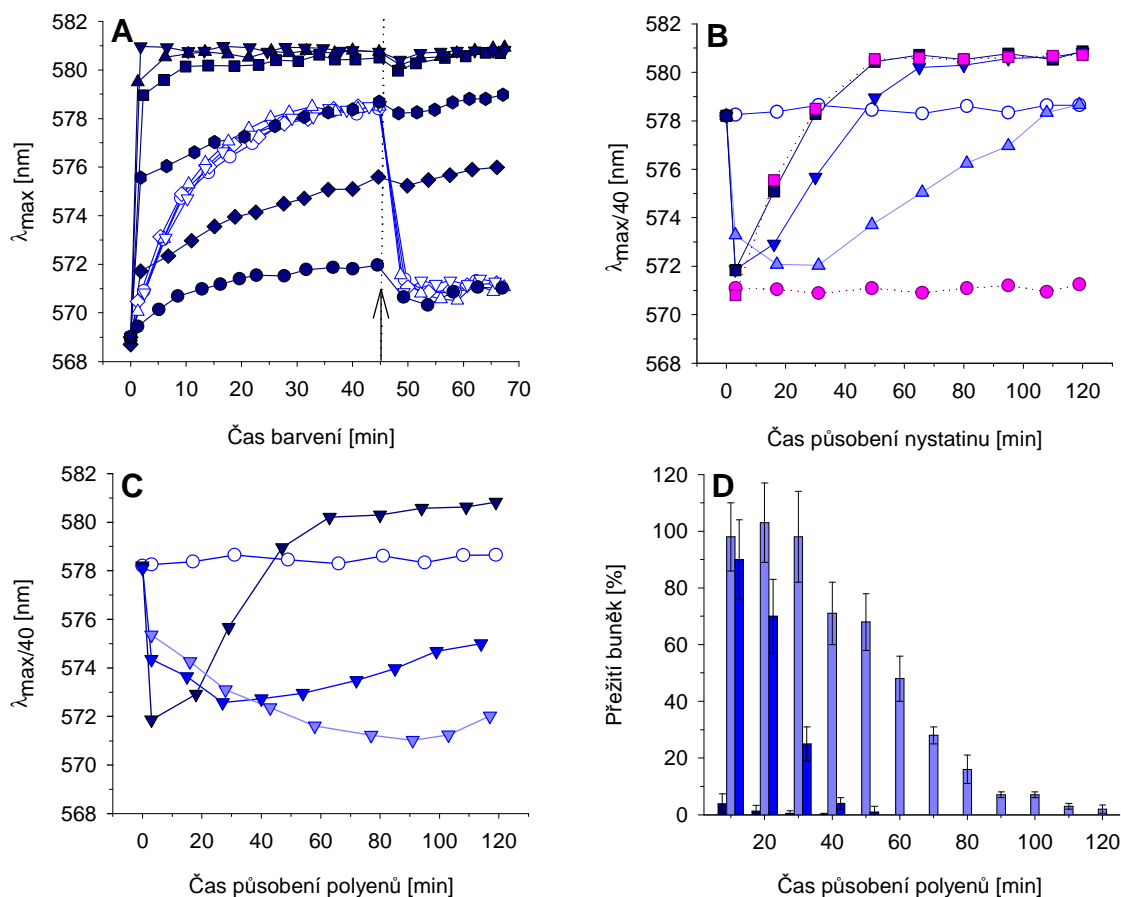 A
582
580
578
576
574
572
570
568
λmax [nm]
0 10 20 30 40 50 60 70
Čas barvení [min]
B
582
580
578
576
574
572
570
568
λmax/40 [nm]
0 20 40 60 80 100 120
Čas působení nystatinu [min]
C
582
580
578
576
574
572
570
568
λmax/40 [nm]
0 20 40 60 80 100 120
Čas působení polyenů [min]
D
120
100
80
60
40
20
0
Přežití buněk [%]
20 40 60 80 100 120
Čas působení polyenů [min]